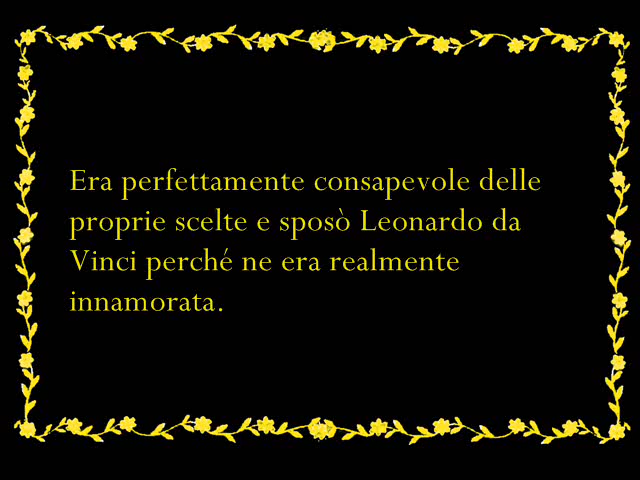 Era perfettamente consapevole delle
proprie scelte e sposò Leonardo da
Vinci perché ne era realmente
innamorata.